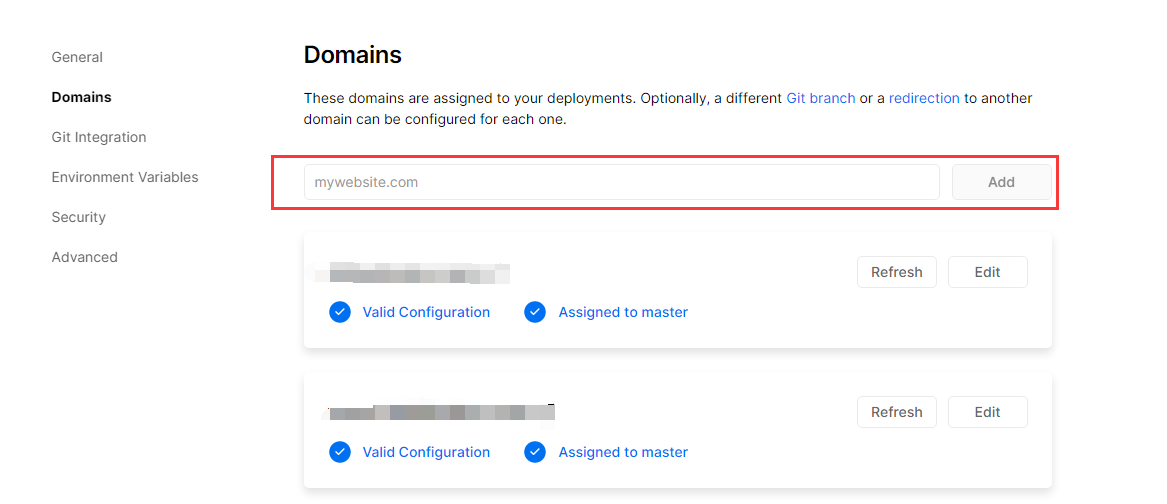 General
Domains
Git Integration
Environment Variables
Security
Advanced
Domains
These domains are assigned to your deployments. Optionally, a different Git branch or a redirection to another
domain can be configured for each one.
mywebsite.com
Add
Refresh
Edit
Valid Configuration
Assigned to master
Refresh
Edit
Valid Configuration
Assigned to master